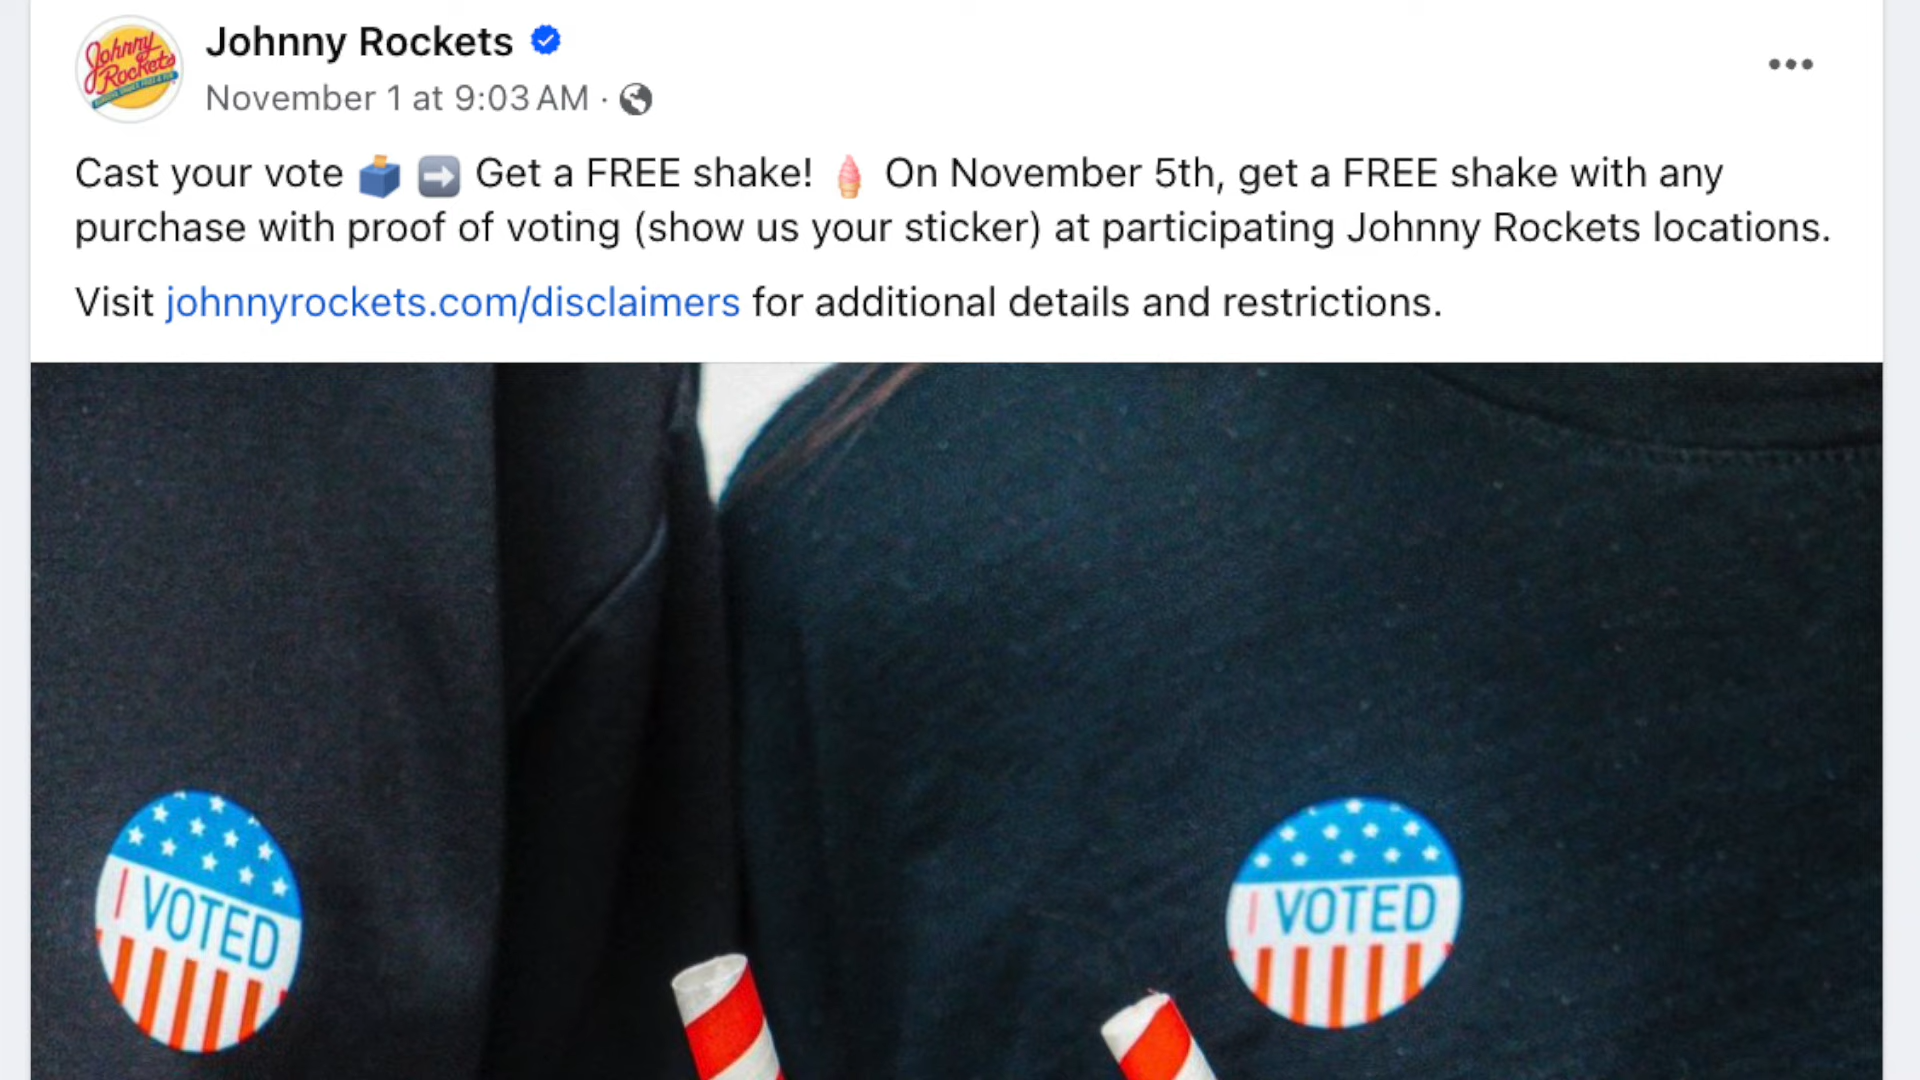 Johnny Rockets
Johnny Rockets
November 1 at 9:03 AM ·
Cast your vote 🗳️ ➡️ Get a FREE shake! 🍦 On November 5th, get a FREE shake with any
purchase with proof of voting (show us your sticker) at participating Johnny Rockets locations.
Visit johnnyrockets.com/disclaimers for additional details and restrictions.
I VOTED
I VOTED